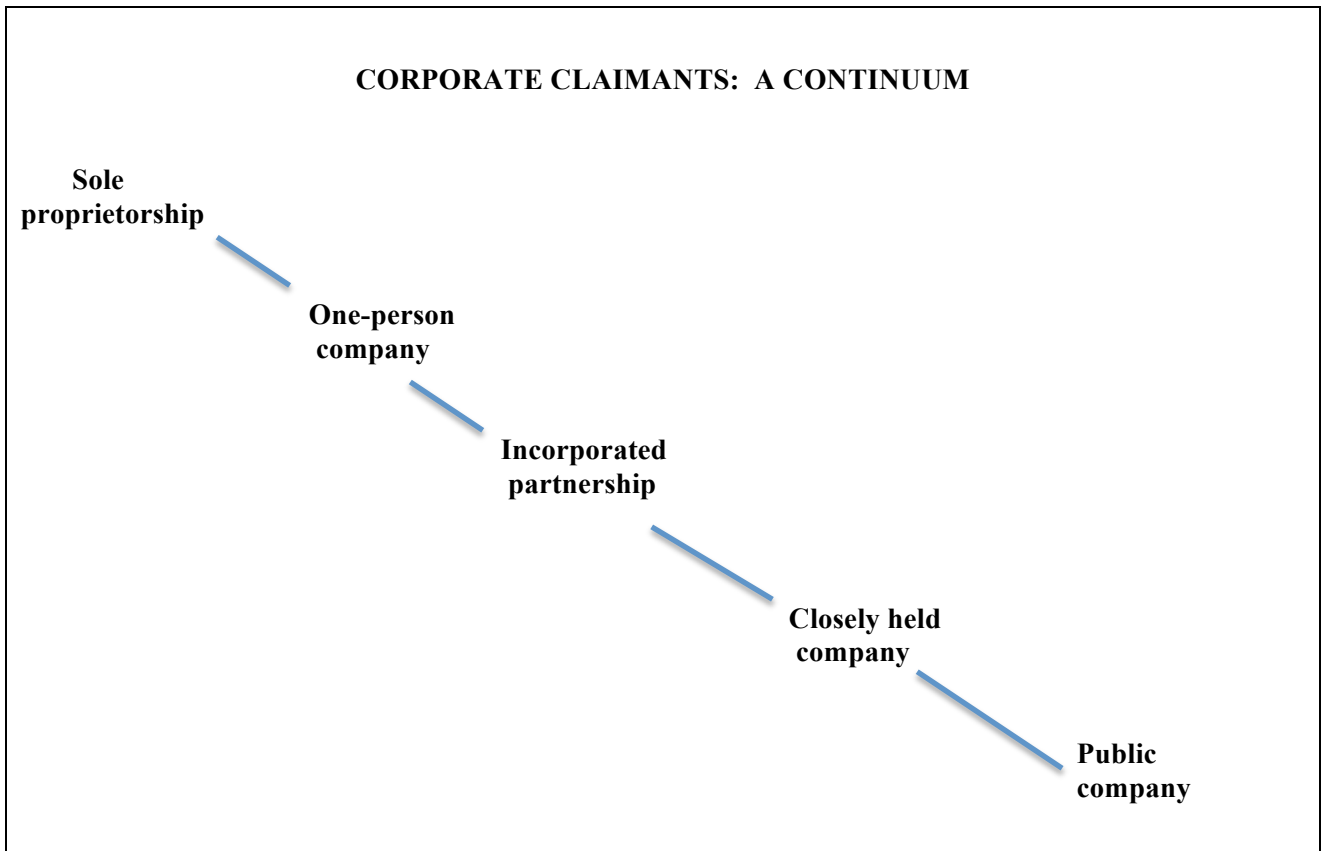 CORPORATE CLAIMANTS: A CONTINUUM
Sole
proprietorship
One-person
company
Incorporated
partnership
Closely held
company
Public
company